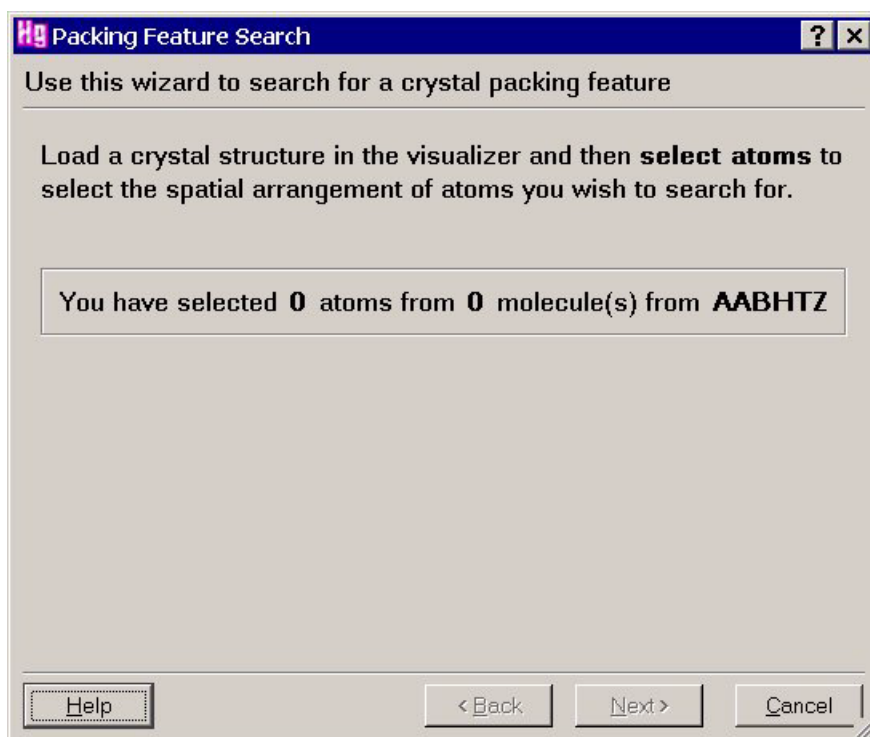 Hg Packing Feature Search ? ×
Use this wizard to search for a crystal packing feature
Load a crystal structure in the visualizer and then select atoms to
select the spatial arrangement of atoms you wish to search for.
You have selected 0 atoms from 0 molecule(s) from AABHTZ
Help < Back Next > Cancel